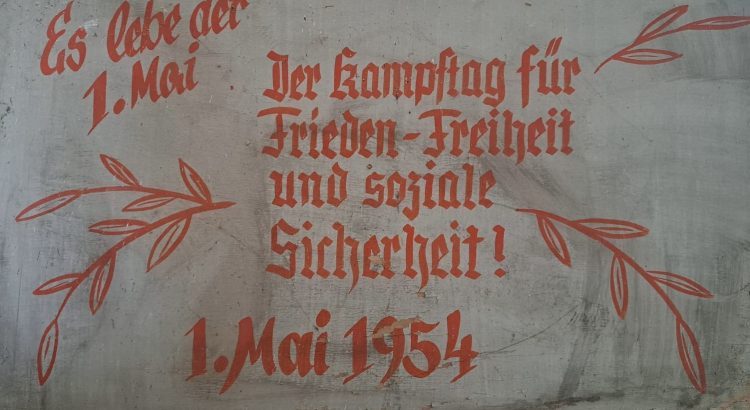 Es lebe der
1. Mai
Der Kampftag für
Frieden-Freiheit
und soziale
Sicherheit!
1. Mai 1954